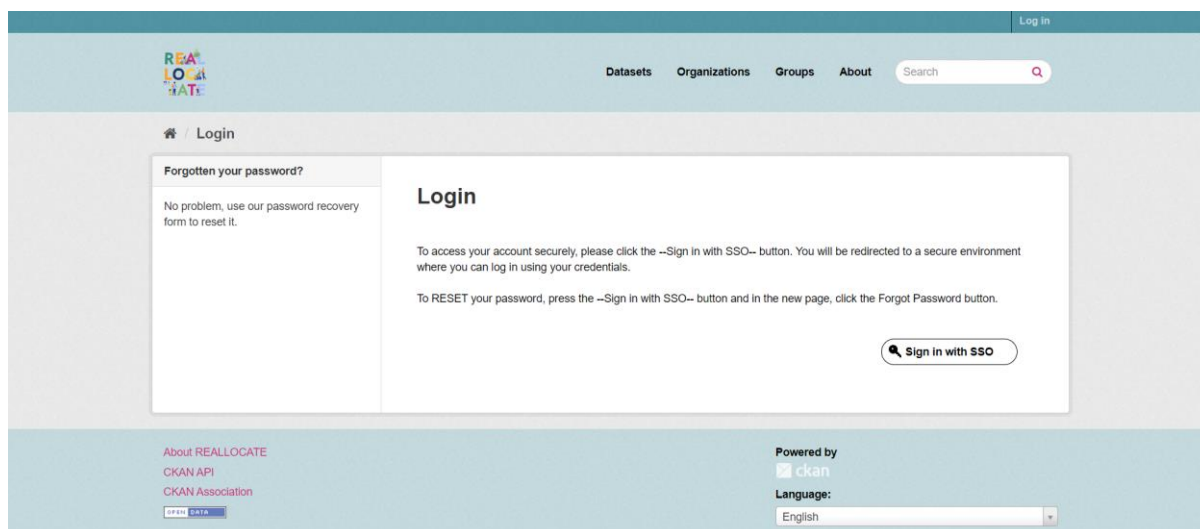 Log in
REAL
LOCA
ATE
Datasets Organizations Groups About Search
Login
Forgotten your password?
No problem, use our password recovery
form to reset it.
Login
To access your account securely, please click the --Sign in with SSO-- button. You will be redirected to a secure environment
where you can log in using your credentials.
To RESET your password, press the --Sign in with SSO-- button and in the new page, click the Forgot Password button.
Sign in with SSO
About REALLOCATE
CKAN API
CKAN Association
OPEN DATA
Powered by
ckan
Language:
English